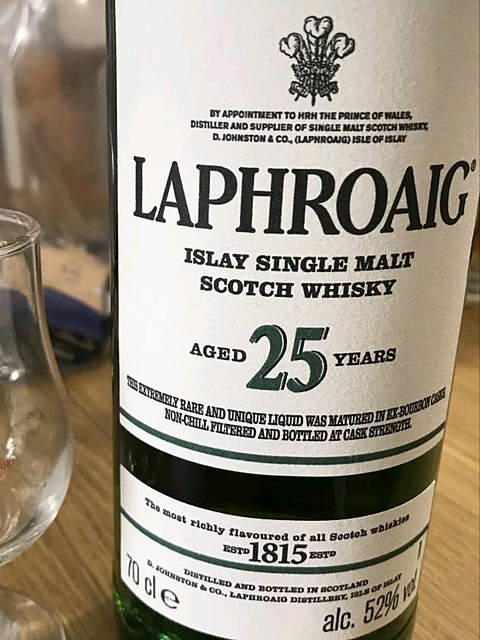 BY APPOINTMENT TO HRH THE PRINCE OF WALES,
DISTILLER AND SUPPLIER OF SINGLE MALT SCOTCH WHISKY,
D. JOHNSTON & CO., (LAPHROAIG) ISLE OF ISLAY
LAPHROAIG®
ISLAY SINGLE MALT
SCOTCH WHISKY
AGED 25 YEARS
THIS EXTREMELY RARE AND UNIQUE LIQUID WAS MATURED IN EX-BOURBON CASKS
NON-CHILL FILTERED AND BOTTLED AT CASK STRENGTH.
The most richly flavoured of all Scotch whiskies
ESTD 1815 ESTD
DISTILLED AND BOTTLED IN SCOTLAND
D. JOHNSTON & CO., LAPHROAIG DISTILLERY, ISLE OF ISLAY
70 cl e
alc. 52% vol.